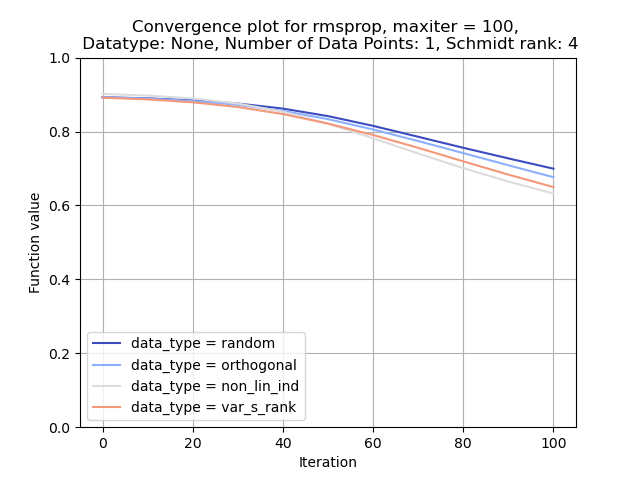 Convergence plot for rmsprop, maxiter = 100,
Datatype: None, Number of Data Points: 1, Schmidt rank: 4
1.0
0.8
0.6
0.4
0.2
0.0
Function value
data_type = random
data_type = orthogonal
data_type = non_lin_ind
data_type = var_s_rank
0 20 40 60 80 100
Iteration